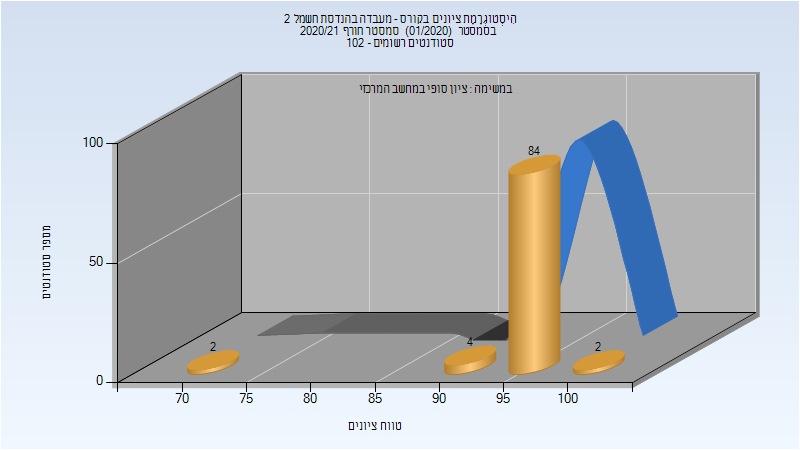 הִיסְטוֹגְרַמַת ציונים בקורס - מעבדה בהנדסת חשמל 2
בסמסטר (01/2020) סמסטר חורף 2020/21
סטודנטים רשומים - 102
במשימה : ציון סופי במחשב המרכזי
100
50
0
מספר סטודנטים
2
4
84
2
70 75 80 85 90 95 100
טווח ציונים